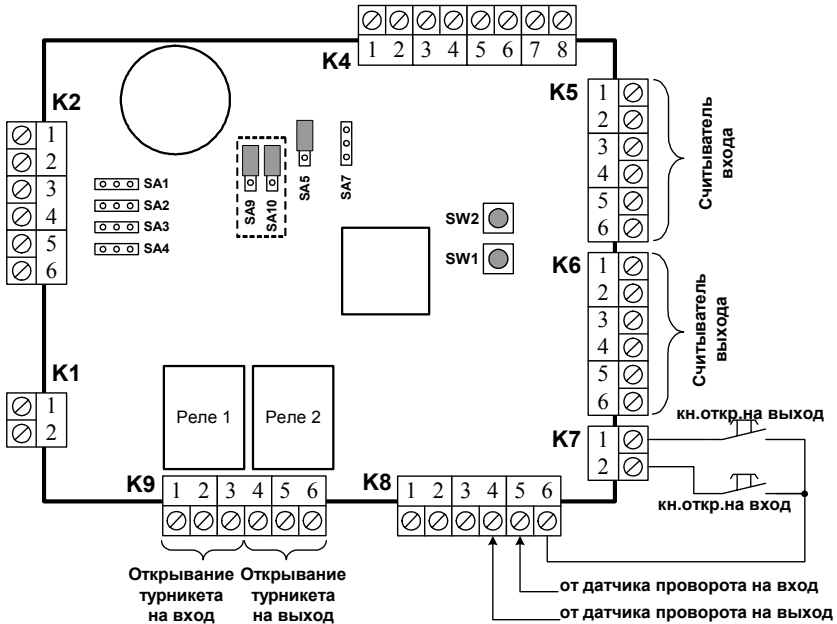 K4
1 2 3 4 5 6 7 8
K2
1
2
3
4
5
6
SA1
SA2
SA3
SA4
SA9
SA10
SA5
SA7
SW2
SW1
K5
1
2
3
4
5
6
Считыватель
входа
K6
1
2
3
4
5
6
Считыватель
выхода
K1
1
2
Реле 1
Реле 2
K7
1
2
кн.откр.на выход
кн.откр.на вход
K9
1 2 3 4 5 6
K8
1 2 3 4 5 6
Открывание
турникета
на вход
Открывание
турникета
на выход
от датчика проворота на вход
от датчика проворота на выход